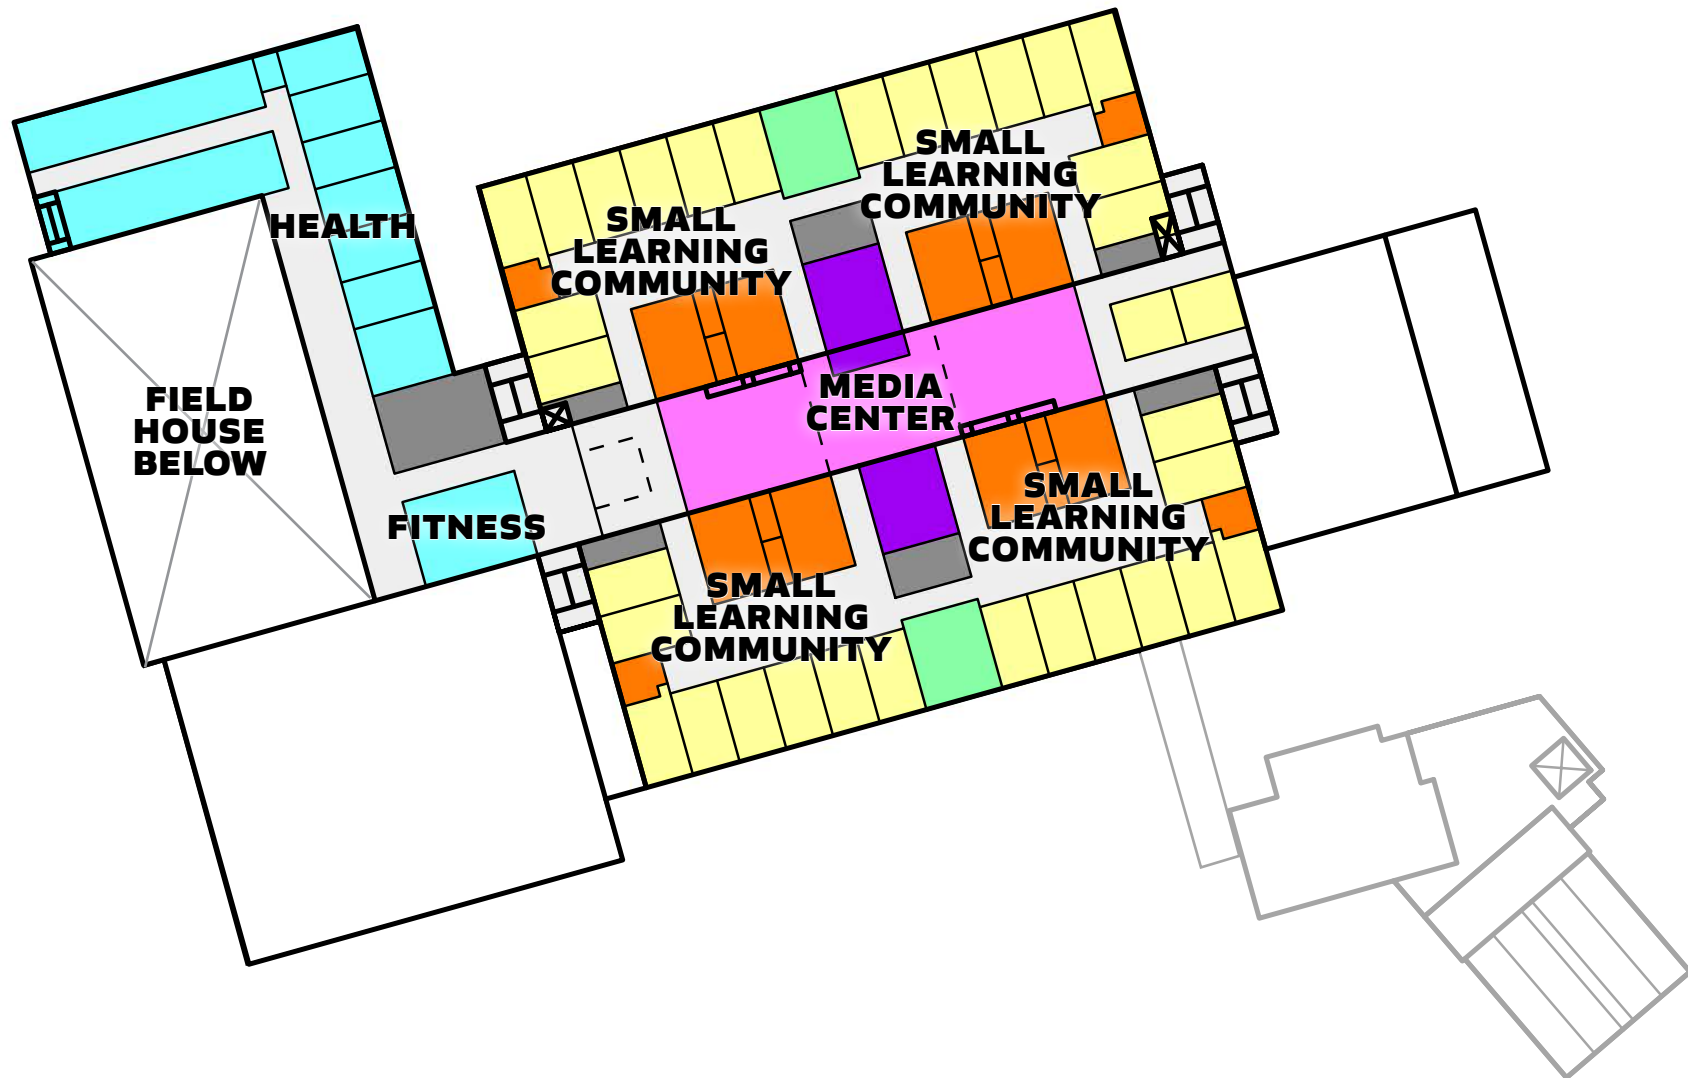 SMALL
LEARNING
COMMUNITY
SMALL
LEARNING
COMMUNITY
HEALTH
FIELD
HOUSE
BELOW
MEDIA
CENTER
FITNESS
SMALL
LEARNING
COMMUNITY
SMALL
LEARNING
COMMUNITY